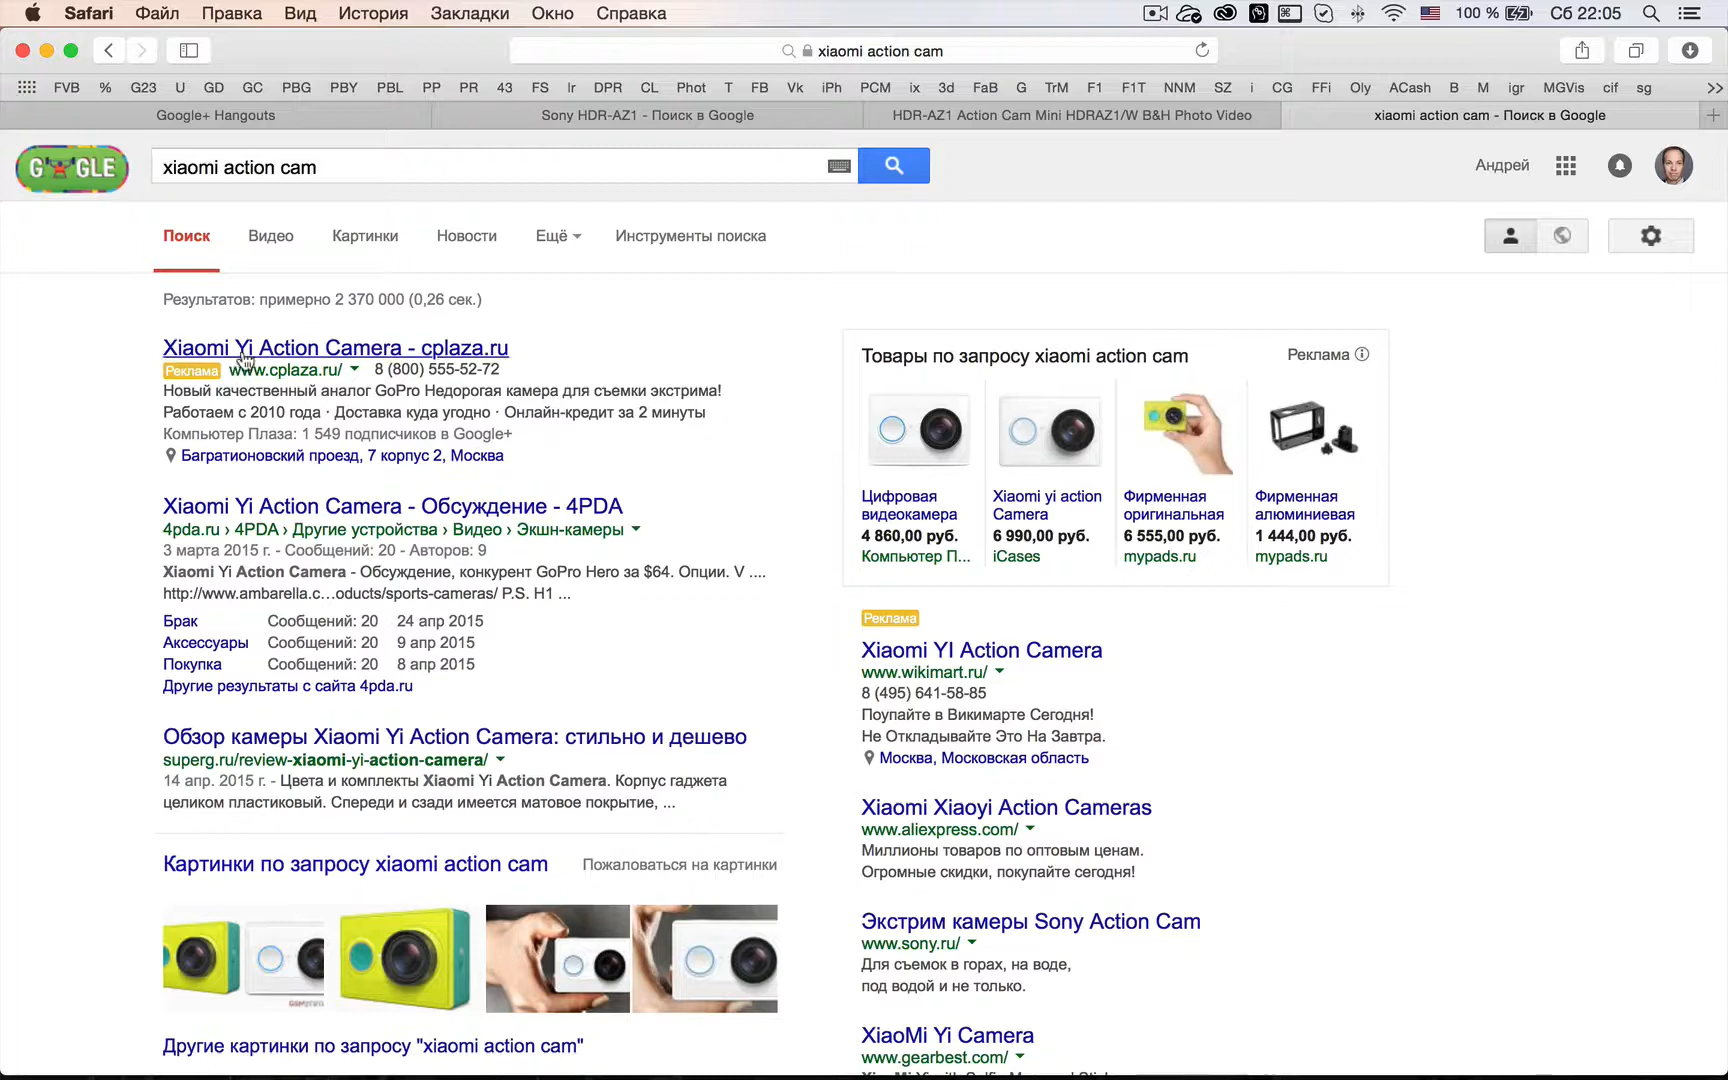 Safari Файл Правка Вид История Закладки Окно Справка 100 % Сб 22:05
xiaomi action cam
FVB % G23 U GD GC PBG PBY PBL PP PR 43 FS Ir DPR CL Phot T FB Vk iPh PCM ix 3d FaB G TrM F1 F1T NNM SZ i CG FFi Oly ACash B M igr MGVis cif sg
Google+ Hangouts
Sony HDR-AZ1 - Поиск в Google
HDR-AZ1 Action Cam Mini HDRAZ1/W B&H Photo Video
xiaomi action cam - Поиск в Google
xiaomi action cam
Андрей
Поиск Видео Картинки Новости Ещё Инструменты поиска
Результатов: примерно 2 370 000 (0,26 сек.)
Xiaomi Yi Action Camera - cplaza.ru
Реклама www.cplaza.ru/ 8 (800) 555-52-72
Новый качественный аналог GoPro Недорогая камера для съемки экстрима!
Работаем с 2010 года · Доставка куда угодно · Онлайн-кредит за 2 минуты
Компьютер Плаза: 1 549 подписчиков в Google+
Багратионовский проезд, 7 корпус 2, Москва
Xiaomi Yi Action Camera - Обсуждение - 4PDA
4pda.ru › 4PDA › Другие устройства › Видео › Экшн-камеры
3 марта 2015 г. - Сообщений: 20 - Авторов: 9
Xiaomi Yi Action Camera - Обсуждение, конкурент GoPro Hero за $64. Опции. V ....
http://www.ambarella.c…oducts/sports-cameras/ P.S. H1 ...
Брак Сообщений: 20 24 апр 2015
Аксессуары Сообщений: 20 9 апр 2015
Покупка Сообщений: 20 8 апр 2015
Другие результаты с сайта 4pda.ru
Обзор камеры Xiaomi Yi Action Camera: стильно и дешево
superg.ru/review-xiaomi-yi-action-camera/
14 апр. 2015 г. - Цвета и комплекты Xiaomi Yi Action Camera. Корпус гаджета
целиком пластиковый. Спереди и сзади имеется матовое покрытие, ...
Картинки по запросу xiaomi action cam Пожаловаться на картинки
Другие картинки по запросу "xiaomi action cam"
Товары по запросу xiaomi action cam Реклама
Цифровая
видеокамера
4 860,00 руб.
Компьютер П...
Xiaomi yi action
Camera
6 990,00 руб.
iCases
Фирменная
оригинальная
6 555,00 руб.
mypads.ru
Фирменная
алюминиевая
1 444,00 руб.
mypads.ru
Реклама
Xiaomi YI Action Camera
www.wikimart.ru/
8 (495) 641-58-85
Поупайте в Викимарте Сегодня!
Не Откладывайте Это На Завтра.
Москва, Московская область
Xiaomi Xiaoyi Action Cameras
www.aliexpress.com/
Миллионы товаров по оптовым ценам.
Огромные скидки, покупайте сегодня!
Экстрим камеры Sony Action Cam
www.sony.ru/
Для съемок в горах, на воде,
под водой и не только.
XiaoMi Yi Camera
www.gearbest.com/